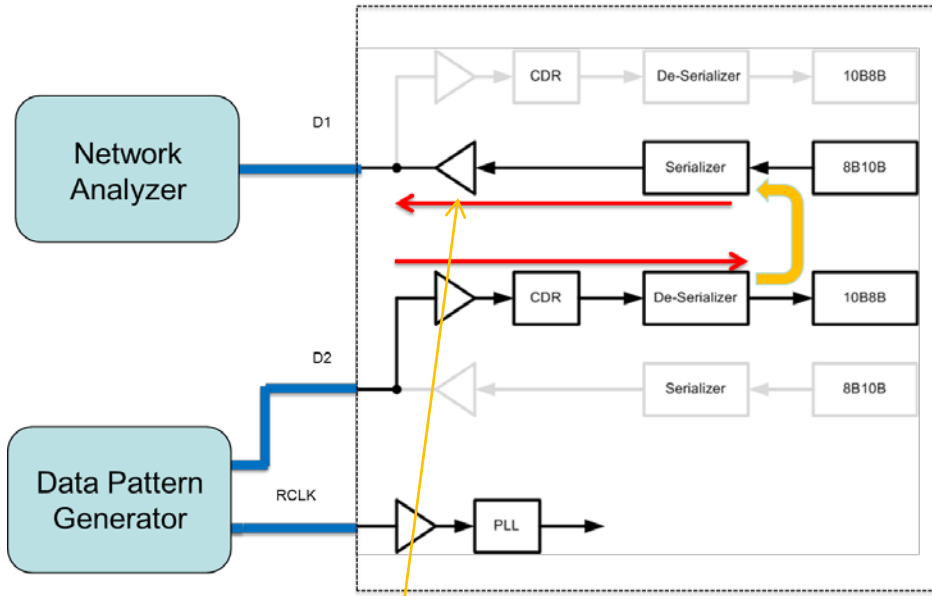 CDR
De-Serializer
10B8B
D1
Network
Analyzer
Serializer
8B10B
CDR
De-Serializer
10B8B
D2
Serializer
8B10B
Data Pattern
Generator
RCLK
PLL